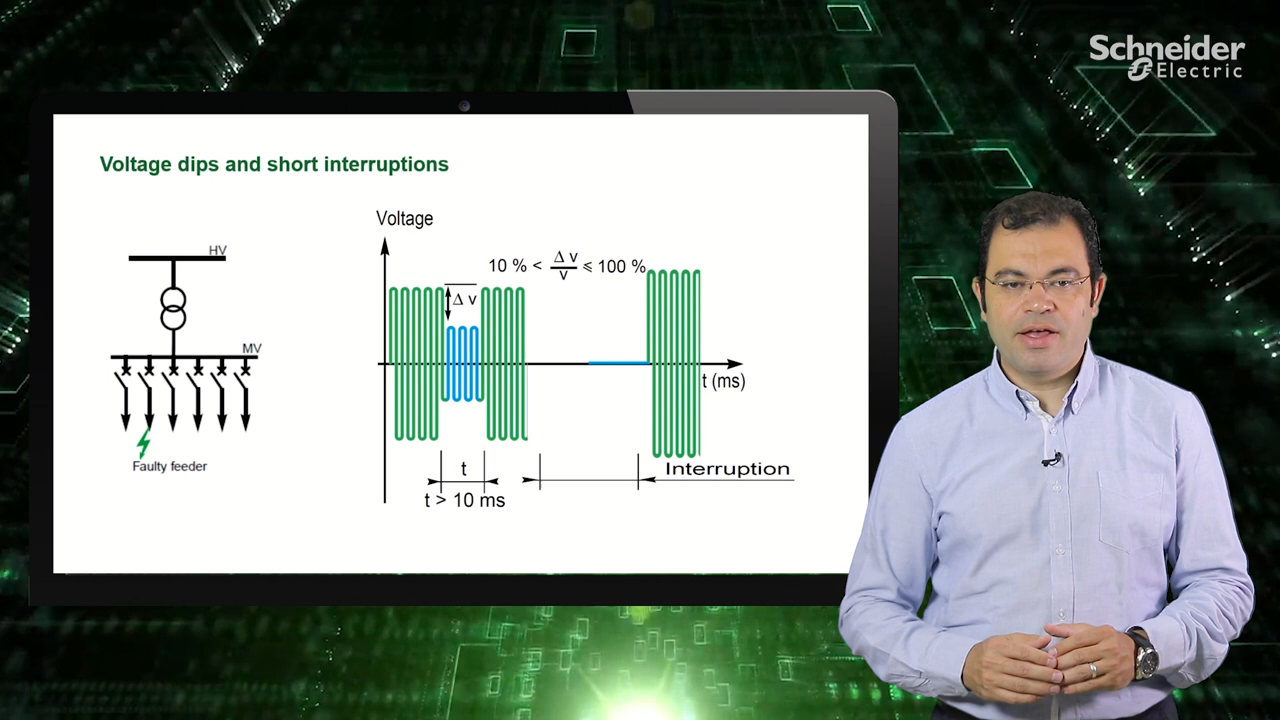 Schneider
Electric
Voltage dips and short interruptions
HV
MV
Faulty feeder
Voltage
10 % < Δ v / v ⩽ 100 %
Δ v
t (ms)
t
t > 10 ms
Interruption